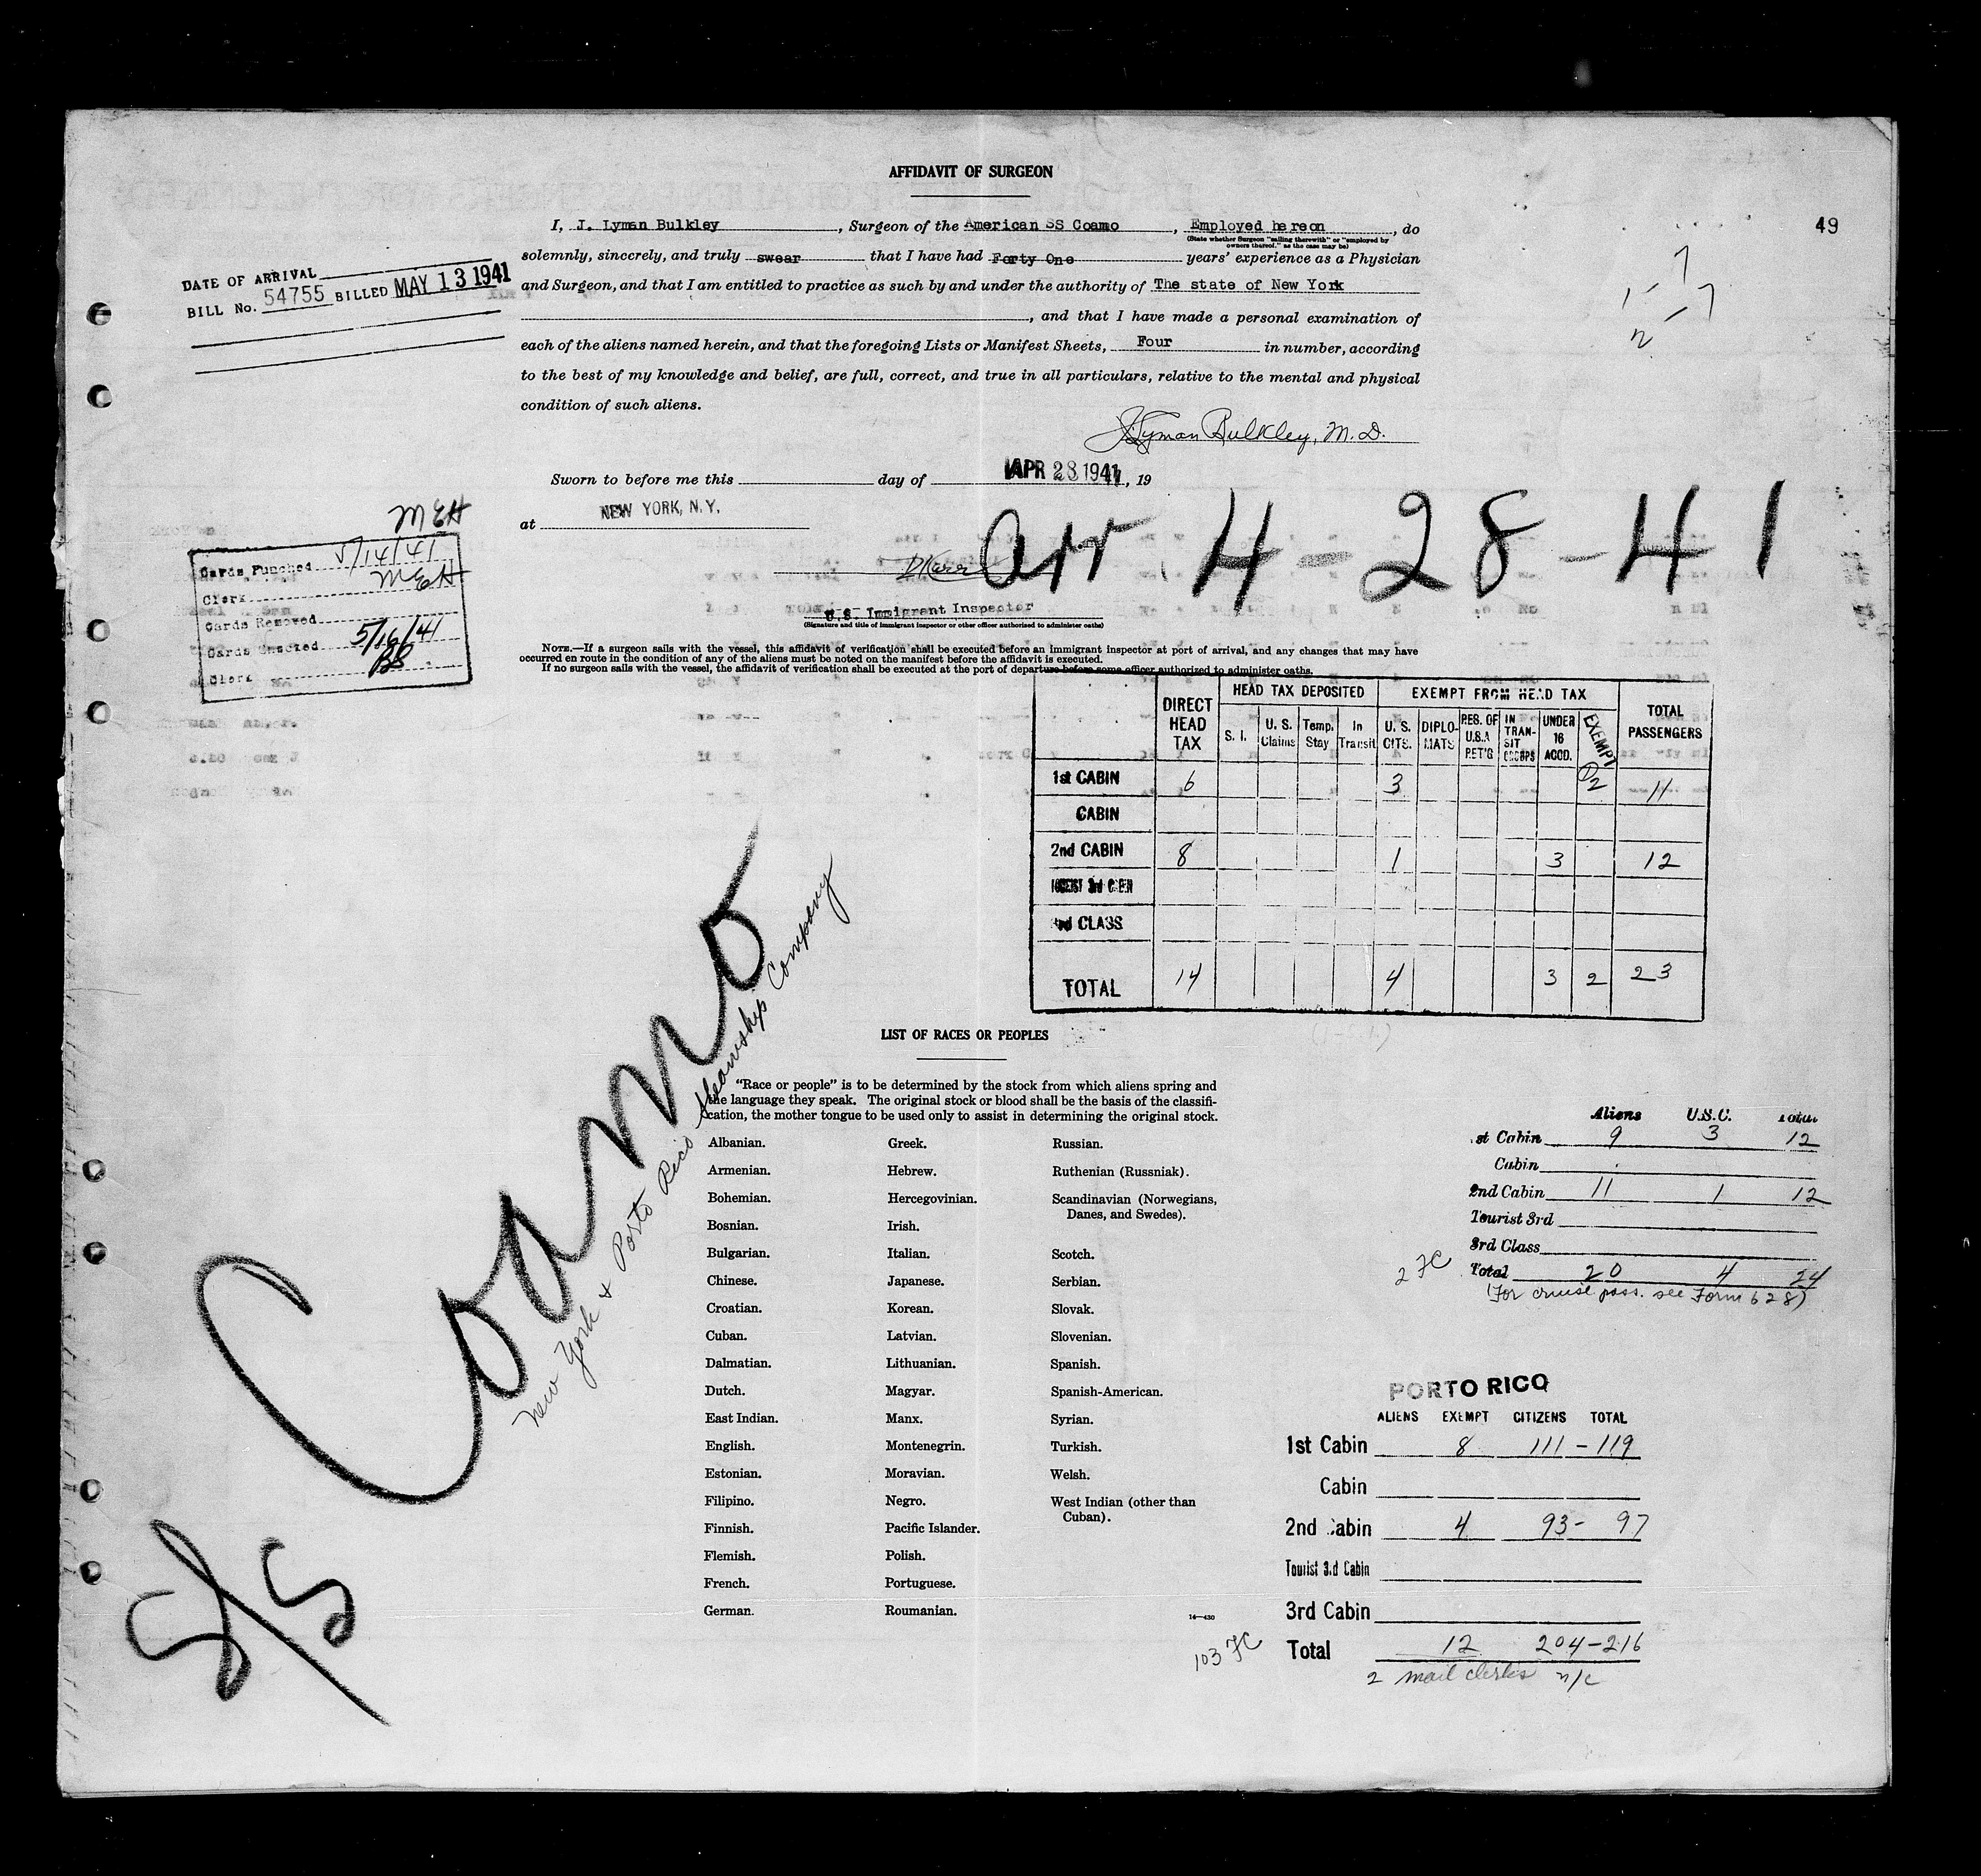 AFFIDAVIT OF SURGEON
49
I, J. Lyman Bulkley, Surgeon of the American SS Coamo, Employed hereon, do
(State whether Surgeon "sailing therewith" or "employed by
owners thereof," as the case may be)
solemnly, sincerely, and truly swear that I have had Forty One years' experience as a Physician
and Surgeon, and that I am entitled to practice as such by and under the authority of The state of New York
, and that I have made a personal examination of
each of the aliens named herein, and that the foregoing Lists or Manifest Sheets, Four in number, according
to the best of my knowledge and belief, are full, correct, and true in all particulars, relative to the mental and physical
condition of such aliens.
J Lyman Bulkley, M.D.
DATE OF ARRIVAL
BILL No. 54755 BILLED MAY 13 1941
Sworn to before me this day of APR 28 1941, 19
at NEW YORK, N.Y.
arr 4-28-41
U.S. Immigrant Inspector
(Signature and title of immigrant inspector or other officer authorized to administer oaths)
MEH
Cards Punched 5/14/41
Clerk MEH
Cards Removed
Cards Checked 5/16/41
Clerk BS
NOTE.—If a surgeon sails with the vessel, this affidavit of verification shall be executed before an immigrant inspector at port of arrival, and any changes that may have
occurred en route in the condition of any of the aliens must be noted on the manifest before the affidavit is executed.
If no surgeon sails with the vessel, the affidavit of verification shall be executed at the port of departure before some officer authorized to administer oaths.
DIRECT HEAD TAX HEAD TAX DEPOSITED EXEMPT FROM HEAD TAX TOTAL PASSENGERS
S. I. U. S. Claims Temp. Stay In Transit U. S. CITS. DIPLOMATS RES. OF U.S.A RET'G IN TRANSIT GROUPS UNDER 16 ACCD. EXEMPT
1st CABIN 6 3 2 11
CABIN
2nd CABIN 8 1 3 12
3rd CLASS
TOTAL 14 4 3 2 23
S/S Coamo
New York & Porto Rico Steamship Company
LIST OF RACES OR PEOPLES
"Race or people" is to be determined by the stock from which aliens spring and
the language they speak. The original stock or blood shall be the basis of the classifi-
cation, the mother tongue to be used only to assist in determining the original stock.
Albanian.
Armenian.
Bohemian.
Bosnian.
Bulgarian.
Chinese.
Croatian.
Cuban.
Dalmatian.
Dutch.
East Indian.
English.
Estonian.
Filipino.
Finnish.
Flemish.
French.
German.
Greek.
Hebrew.
Hercegovinian.
Irish.
Italian.
Japanese.
Korean.
Latvian.
Lithuanian.
Magyar.
Manx.
Montenegrin.
Moravian.
Negro.
Pacific Islander.
Polish.
Portuguese.
Roumanian.
Russian.
Ruthenian (Russniak).
Scandinavian (Norwegians,
Danes, and Swedes).
Scotch.
Serbian.
Slovak.
Slovenian.
Spanish.
Spanish-American.
Syrian.
Turkish.
Welsh.
West Indian (other than
Cuban).
14—430
Aliens U.S.C. Total
1st Cabin 9 3 12
Cabin
2nd Cabin 11 1 12
Tourist 3rd
3rd Class
2 FC Total 20 4 24
(For cruise pass. see Form 628)
PORTO RICO
ALIENS EXEMPT CITIZENS TOTAL
1st Cabin 8 111 - 119
Cabin
2nd Cabin 4 93 - 97
Tourist 3rd Cabin
3rd Cabin
103 FC Total 12 204 - 216
2 mail clerks n/c